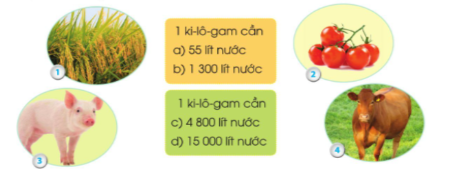 1 ki-lô-gam cần
a) 55 lít nước
b) 1 300 lít nước
1
2
1 ki-lô-gam cần
c) 4 800 lít nước
d) 15 000 lít nước
3
4